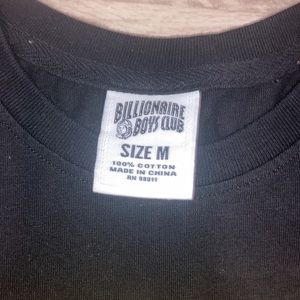 BILLIONAIRE
BOYS CLUB
SIZE M
100% COTTON
MADE IN CHINA